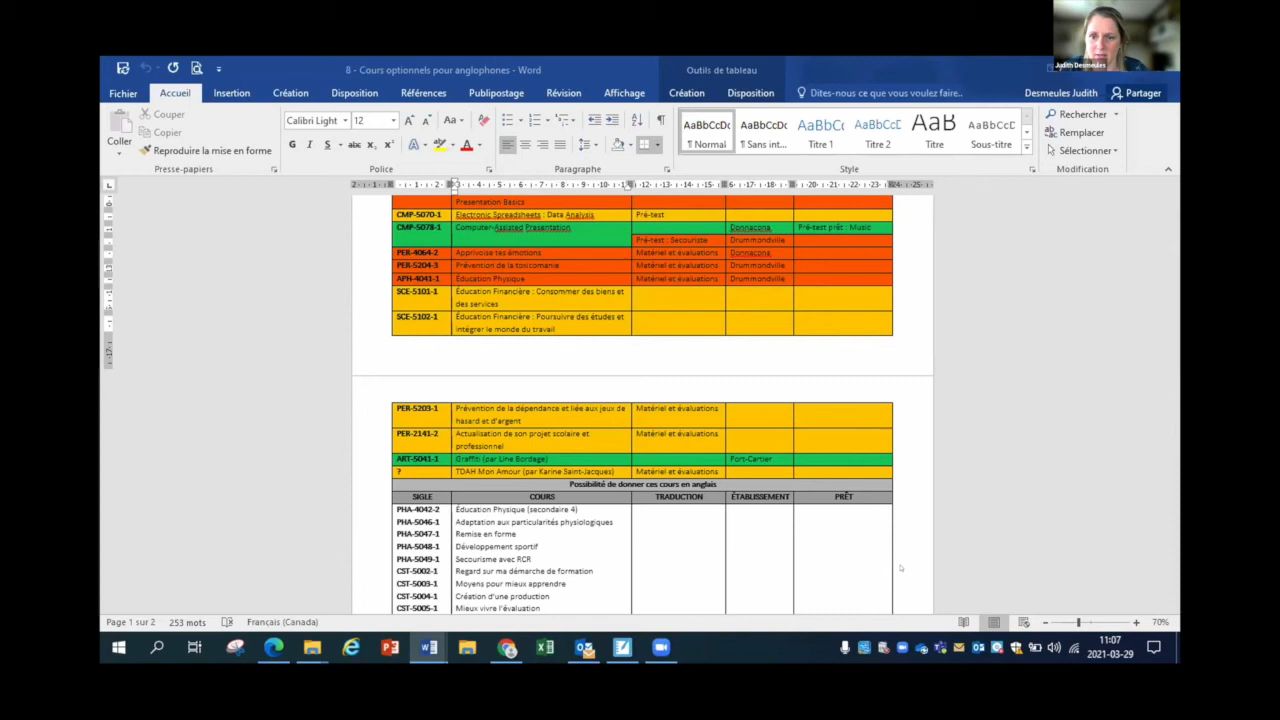 8 - Cours optionnels pour anglophones - Word
Outils de tableau
Judith Desmeules
Fichier Accueil Insertion Création Disposition Références Publipostage Révision Affichage Création Disposition Dites-nous ce que vous voulez faire.. Desmeules Judith Partager
Coller
Couper
Copier
Reproduire la mise en forme
Presse-papiers
Calibri Light 12
Police
Paragraphe
AaBbCcDc AaBbCcDc AaBbCc AaBbCcD AaB AaBbCcD
¶ Normal ¶ Sans int... Titre 1 Titre 2 Titre Sous-titre
Style
Rechercher
Remplacer
Sélectionner
Modification
Presentation Basics
CMP-5070-1 Electronic Spreadsheets : Data Analysis Pré-test
CMP-5078-1 Computer-Assisted Presentation Donnacona Pré-test prêt : Music
Pré-test : Secouriste Drummondville
PER-4064-2 Apprivoise tes émotions Matériel et évaluations Donnacona
PER-5204-3 Prévention de la toxicomanie Matériel et évaluations Drummondville
APH-4041-1 Éducation Physique Matériel et évaluations Drummondville
SCE-5101-1 Éducation Financière : Consommer des biens et
des services
SCE-5102-1 Éducation Financière : Poursuivre des études et
intégrer le monde du travail
PER-5203-1 Prévention de la dépendance et liée aux jeux de Matériel et évaluations
hasard et d'argent
PER-2141-2 Actualisation de son projet scolaire et Matériel et évaluations
professionnel
ART-5041-1 Graffiti (par Line Bordage) Port-Cartier
? TDAH Mon Amour (par Karine Saint-Jacques) Matériel et évaluations
Possibilité de donner ces cours en anglais
SIGLE COURS TRADUCTION ÉTABLISSEMENT PRÊT
PHA-4042-2 Éducation Physique (secondaire 4)
PHA-5046-1 Adaptation aux particularités physiologiques
PHA-5047-1 Remise en forme
PHA-5048-1 Développement sportif
PHA-5049-1 Secourisme avec RCR
CST-5002-1 Regard sur ma démarche de formation
CST-5003-1 Moyens pour mieux apprendre
CST-5004-1 Création d'une production
CST-5005-1 Mieux vivre l'évaluation
Page 1 sur 2 253 mots Français (Canada) 70%
11:07
2021-03-29